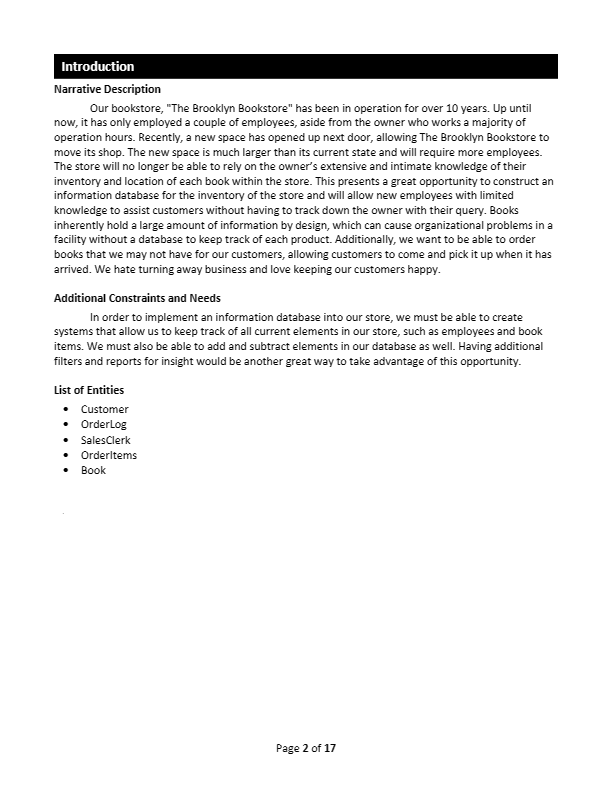 Introduction
Narrative Description
Our bookstore, "The Brooklyn Bookstore" has been in operation for over 10 years. Up until
now, it has only employed a couple of employees, aside from the owner who works a majority of
operation hours. Recently, a new space has opened up next door, allowing The Brooklyn Bookstore to
move its shop. The new space is much larger than its current state and will require more employees.
The store will no longer be able to rely on the owner’s extensive and intimate knowledge of their
inventory and location of each book within the store. This presents a great opportunity to construct an
information database for the inventory of the store and will allow new employees with limited
knowledge to assist customers without having to track down the owner with their query. Books
inherently hold a large amount of information by design, which can cause organizational problems in a
facility without a database to keep track of each product. Additionally, we want to be able to order
books that we may not have for our customers, allowing customers to come and pick it up when it has
arrived. We hate turning away business and love keeping our customers happy.
Additional Constraints and Needs
In order to implement an information database into our store, we must be able to create
systems that allow us to keep track of all current elements in our store, such as employees and book
items. We must also be able to add and subtract elements in our database as well. Having additional
filters and reports for insight would be another great way to take advantage of this opportunity.
List of Entities
• Customer
• OrderLog
• SalesClerk
• OrderItems
• Book
Page 2 of 17